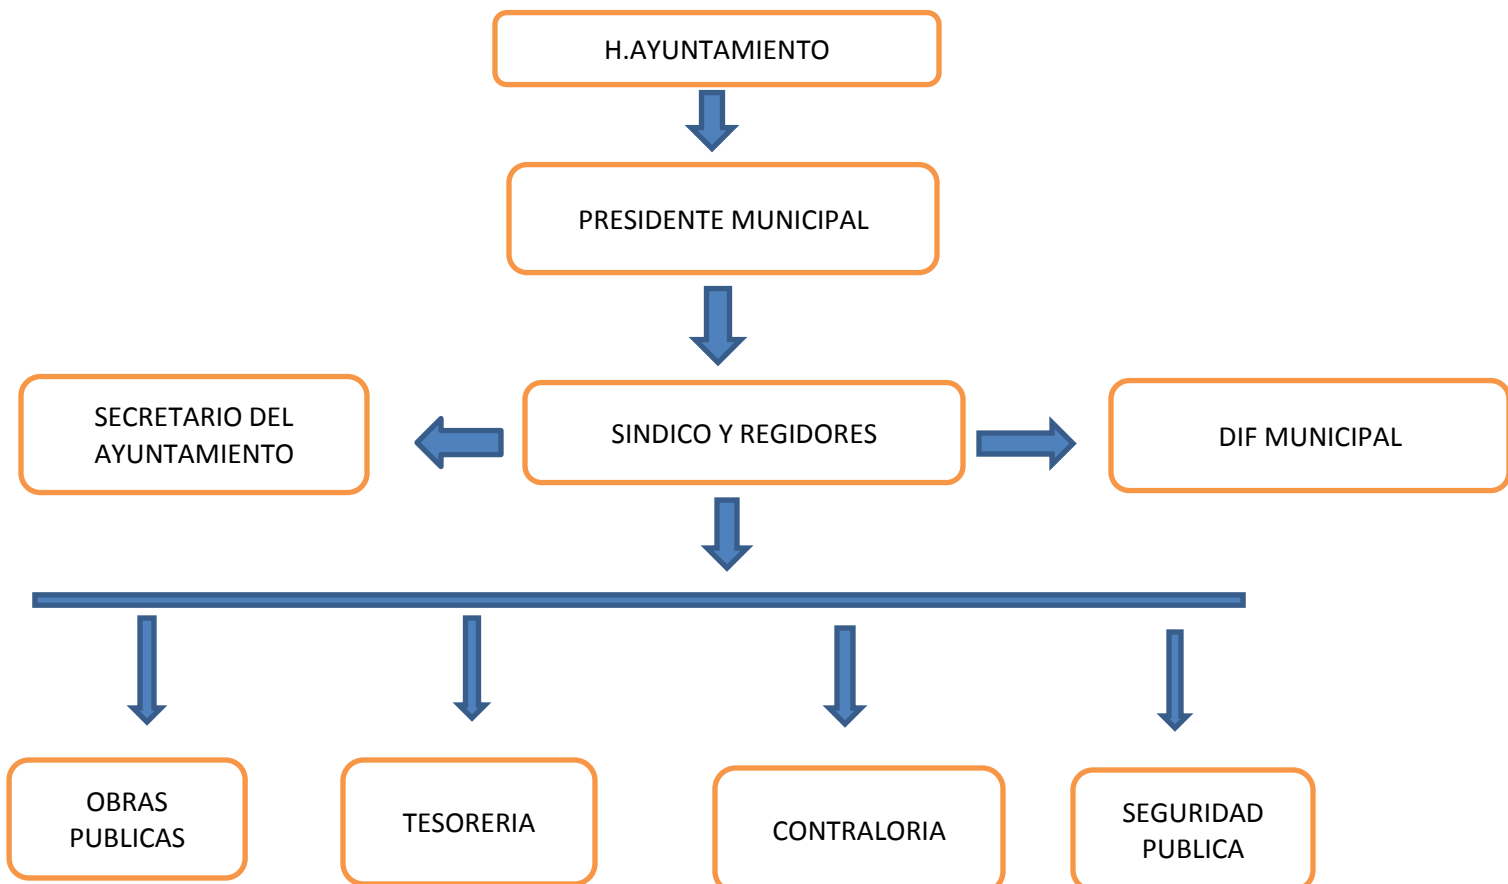 H.AYUNTAMIENTO
PRESIDENTE MUNICIPAL
SECRETARIO DEL
AYUNTAMIENTO
SINDICO Y REGIDORES
DIF MUNICIPAL
OBRAS
PUBLICAS
TESORERIA
CONTRALORIA
SEGURIDAD
PUBLICA